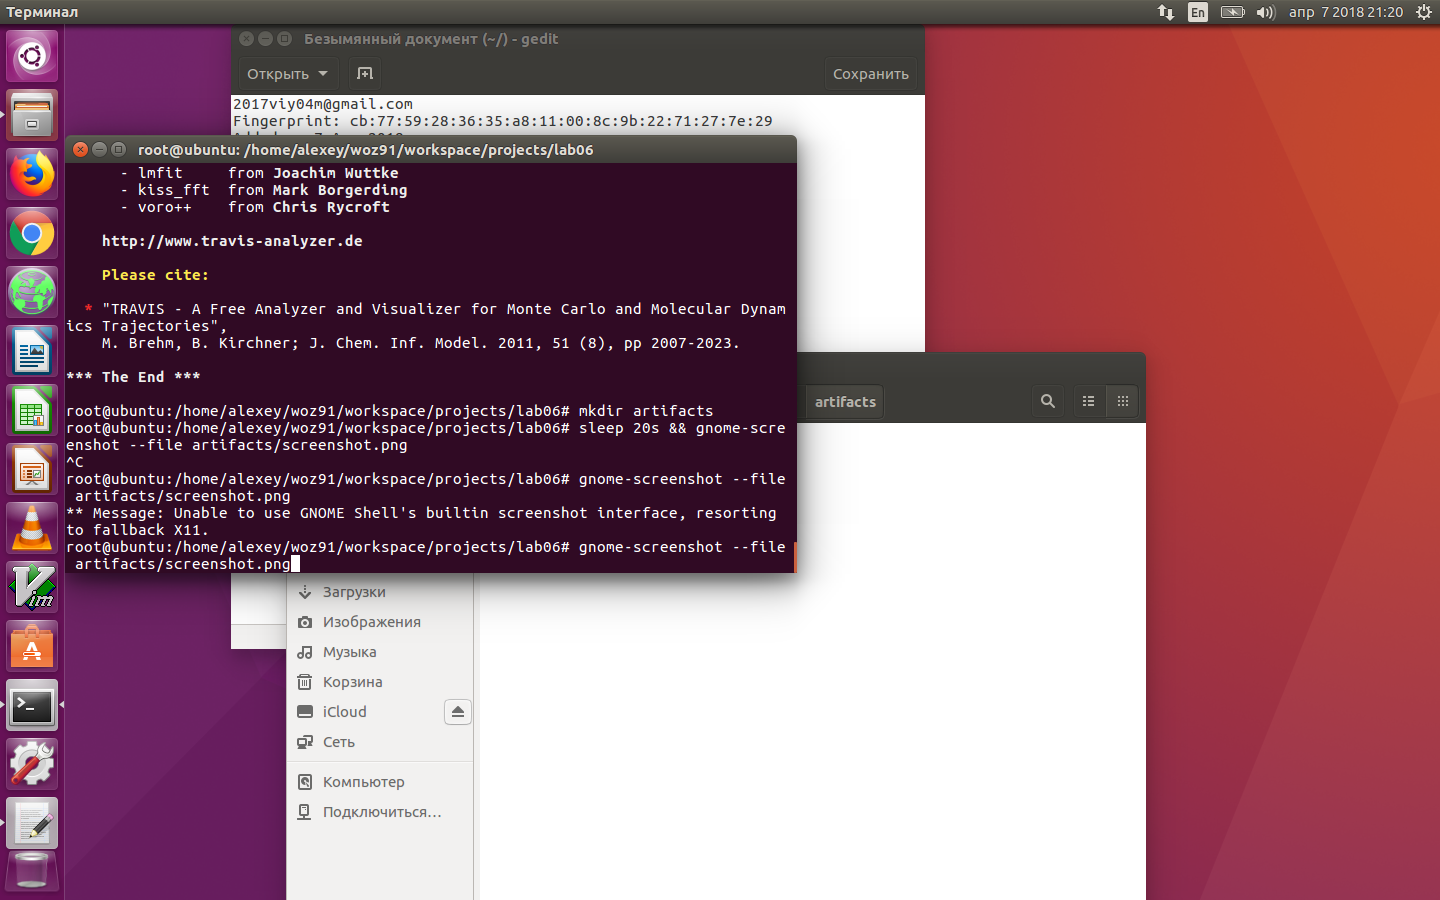 Терминал
En
апр 7 2018 21:20
Безымянный документ (~/) - gedit
Открыть
Сохранить
2017viy04m@gmail.com
Fingerprint: cb:77:59:28:36:35:a8:11:00:8c:9b:22:71:27:7e:29
root@ubuntu: /home/alexey/woz91/workspace/projects/lab06
- lmfit from Joachim Wuttke
- kiss_fft from Mark Borgerding
- voro++ from Chris Rycroft
http://www.travis-analyzer.de
Please cite:
* "TRAVIS - A Free Analyzer and Visualizer for Monte Carlo and Molecular Dynam
ics Trajectories",
M. Brehm, B. Kirchner; J. Chem. Inf. Model. 2011, 51 (8), pp 2007-2023.
*** The End ***
root@ubuntu:/home/alexey/woz91/workspace/projects/lab06# mkdir artifacts
root@ubuntu:/home/alexey/woz91/workspace/projects/lab06# sleep 20s && gnome-scre
enshot --file artifacts/screenshot.png
^C
root@ubuntu:/home/alexey/woz91/workspace/projects/lab06# gnome-screenshot --file
artifacts/screenshot.png
** Message: Unable to use GNOME Shell's builtin screenshot interface, resorting
to fallback X11.
root@ubuntu:/home/alexey/woz91/workspace/projects/lab06# gnome-screenshot --file
artifacts/screenshot.png
artifacts
Загрузки
Изображения
Музыка
Корзина
iCloud
Сеть
Компьютер
Подключиться…